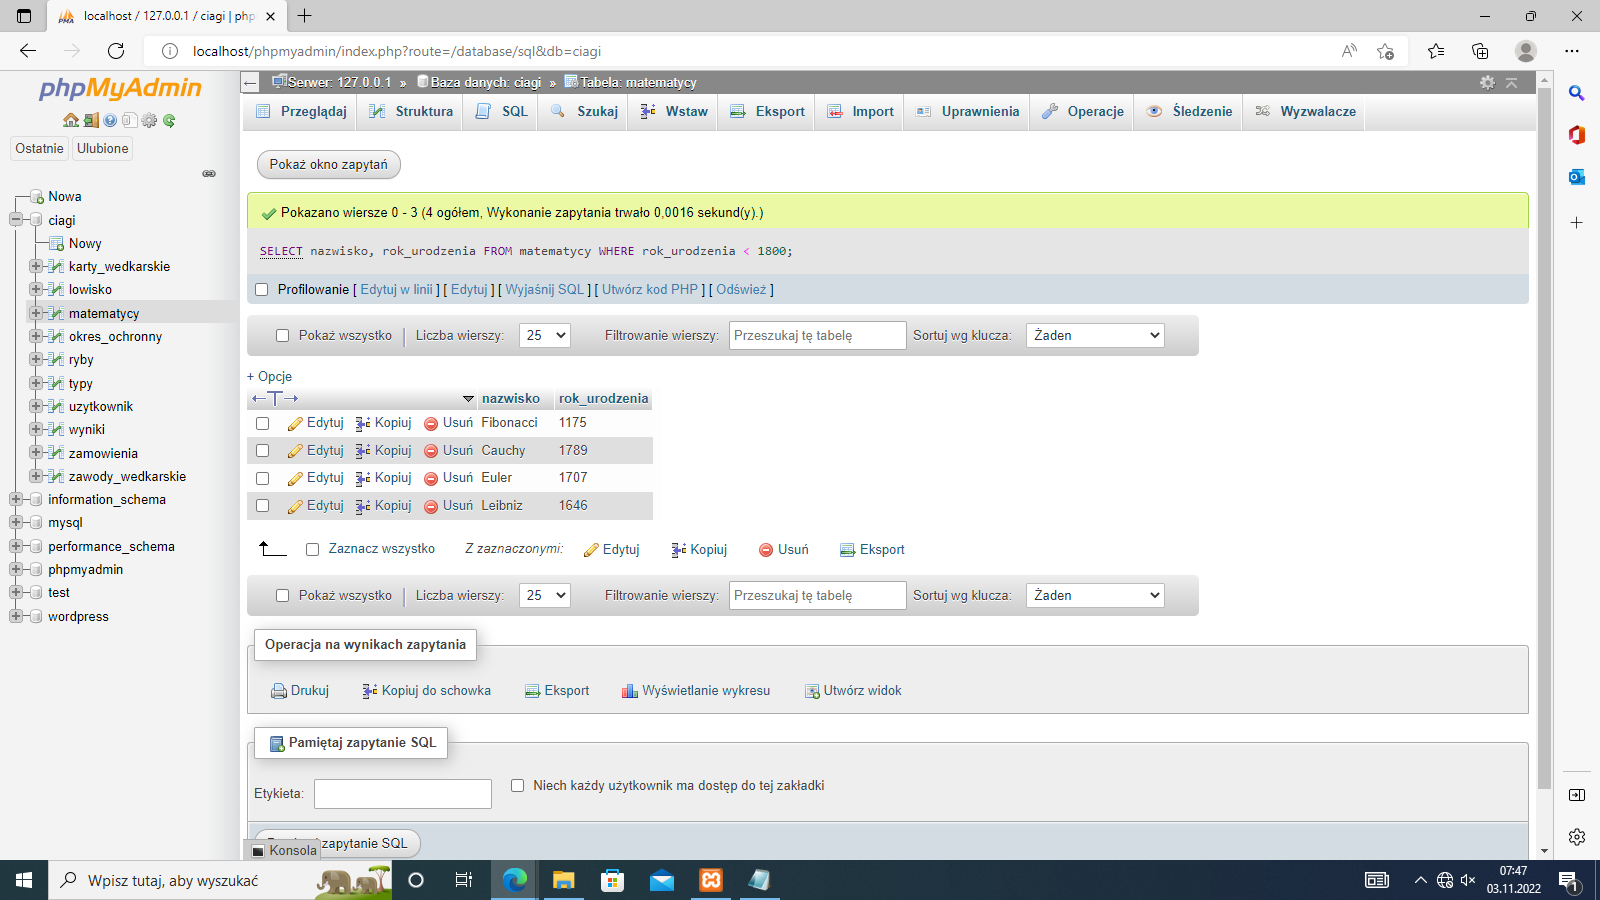 localhost / 127.0.0.1 / ciagi | php
localhost/phpmyadmin/index.php?route=/database/sql&db=ciagi
phpMyAdmin
Ostatnie Ulubione
Nowa
ciagi
Nowy
karty_wedkarskie
lowisko
matematycy
okres_ochronny
ryby
typy
uzytkownik
wyniki
zamowienia
zawody_wedkarskie
information_schema
mysql
performance_schema
phpmyadmin
test
wordpress
Serwer: 127.0.0.1 » Baza danych: ciagi » Tabela: matematycy
Przeglądaj Struktura SQL Szukaj Wstaw Eksport Import Uprawnienia Operacje Śledzenie Wyzwalacze
Pokaż okno zapytań
Pokazano wiersze 0 - 3 (4 ogółem, Wykonanie zapytania trwało 0,0016 sekund(y).)
SELECT nazwisko, rok_urodzenia FROM matematycy WHERE rok_urodzenia < 1800;
Profilowanie [ Edytuj w linii ] [ Edytuj ] [ Wyjaśnij SQL ] [ Utwórz kod PHP ] [ Odśwież ]
Pokaż wszystko | Liczba wierszy: 25 Filtrowanie wierszy: Przeszukaj tę tabelę Sortuj wg klucza: Żaden
+ Opcje
←T→ nazwisko rok_urodzenia
Edytuj Kopiuj Usuń Fibonacci 1175
Edytuj Kopiuj Usuń Cauchy 1789
Edytuj Kopiuj Usuń Euler 1707
Edytuj Kopiuj Usuń Leibniz 1646
Zaznacz wszystko Z zaznaczonymi: Edytuj Kopiuj Usuń Eksport
Pokaż wszystko | Liczba wierszy: 25 Filtrowanie wierszy: Przeszukaj tę tabelę Sortuj wg klucza: Żaden
Operacja na wynikach zapytania
Drukuj Kopiuj do schowka Eksport Wyświetlanie wykresu Utwórz widok
Pamiętaj zapytanie SQL
Etykieta: Niech każdy użytkownik ma dostęp do tej zakładki
zapytanie SQL
Konsola
Wpisz tutaj, aby wyszukać
07:47
03.11.2022
1